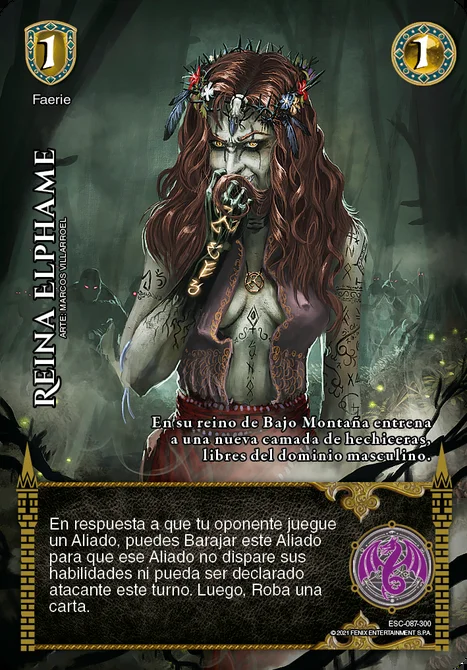 1
1
Faerie
REINA ELPHAME
ARTE: MARCOS VILLARROEL
En su reino de Bajo Montaña entrena
a una nueva camada de hechiceras,
libres del dominio masculino.
En respuesta a que tu oponente juegue
un Aliado, puedes Barajar este Aliado
para que ese Aliado no dispare sus
habilidades ni pueda ser declarado
atacante este turno. Luego, Roba una
carta.
ESC-087-300
©2021 FENIX ENTERTAINMENT S.P.A.